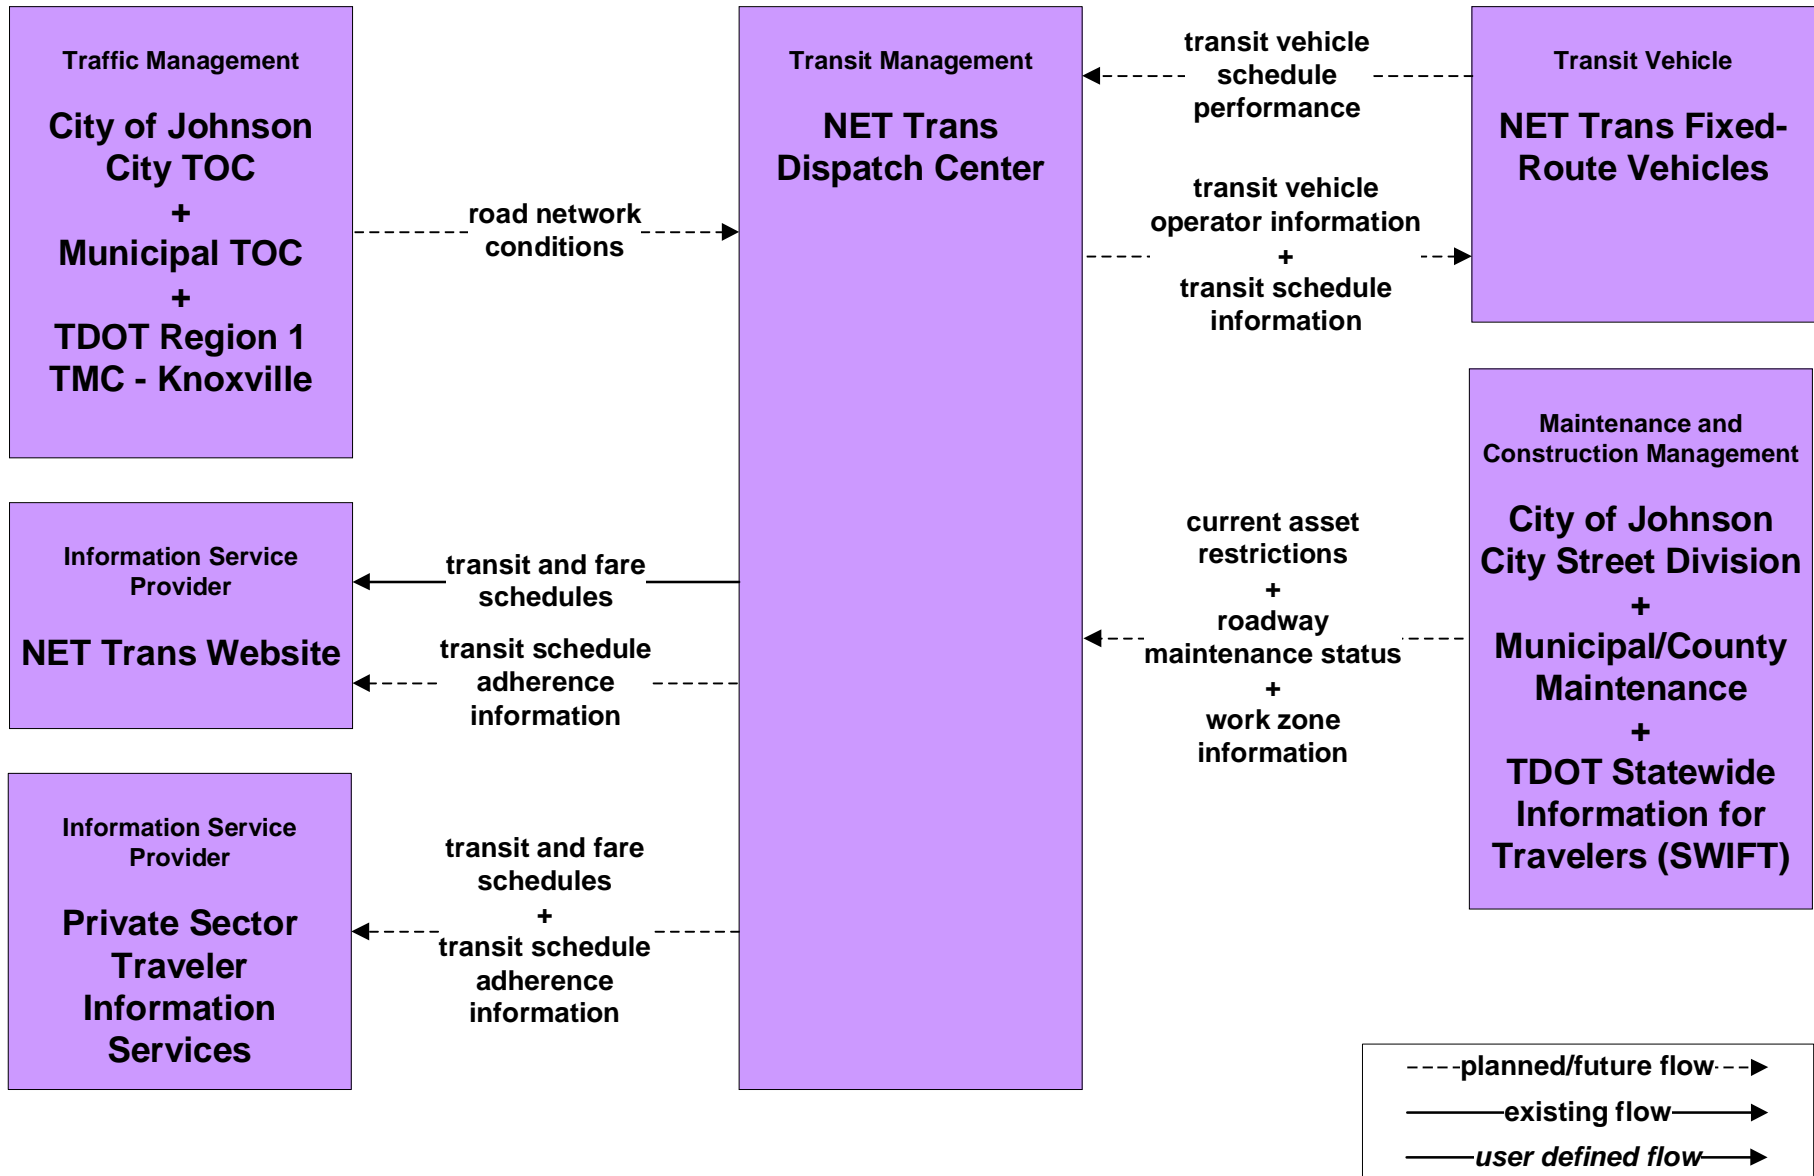 Traffic Management
City of Johnson
City TOC
+
Municipal TOC
+
TDOT Region 1
TMC - Knoxville
road network
conditions
Information Service
Provider
NET Trans Website
transit and fare
schedules
transit schedule
adherence
information
Information Service
Provider
Private Sector
Traveler
Information
Services
transit and fare
schedules
+
transit schedule
adherence
information
Transit Management
NET Trans
Dispatch Center
transit vehicle
schedule
performance
transit vehicle
operator information
+
transit schedule
information
Transit Vehicle
NET Trans Fixed-
Route Vehicles
current asset
restrictions
+
roadway
maintenance status
+
work zone
information
Maintenance and
Construction Management
City of Johnson
City Street Division
+
Municipal/County
Maintenance
+
TDOT Statewide
Information for
Travelers (SWIFT)
planned/future flow
existing flow
user defined flow